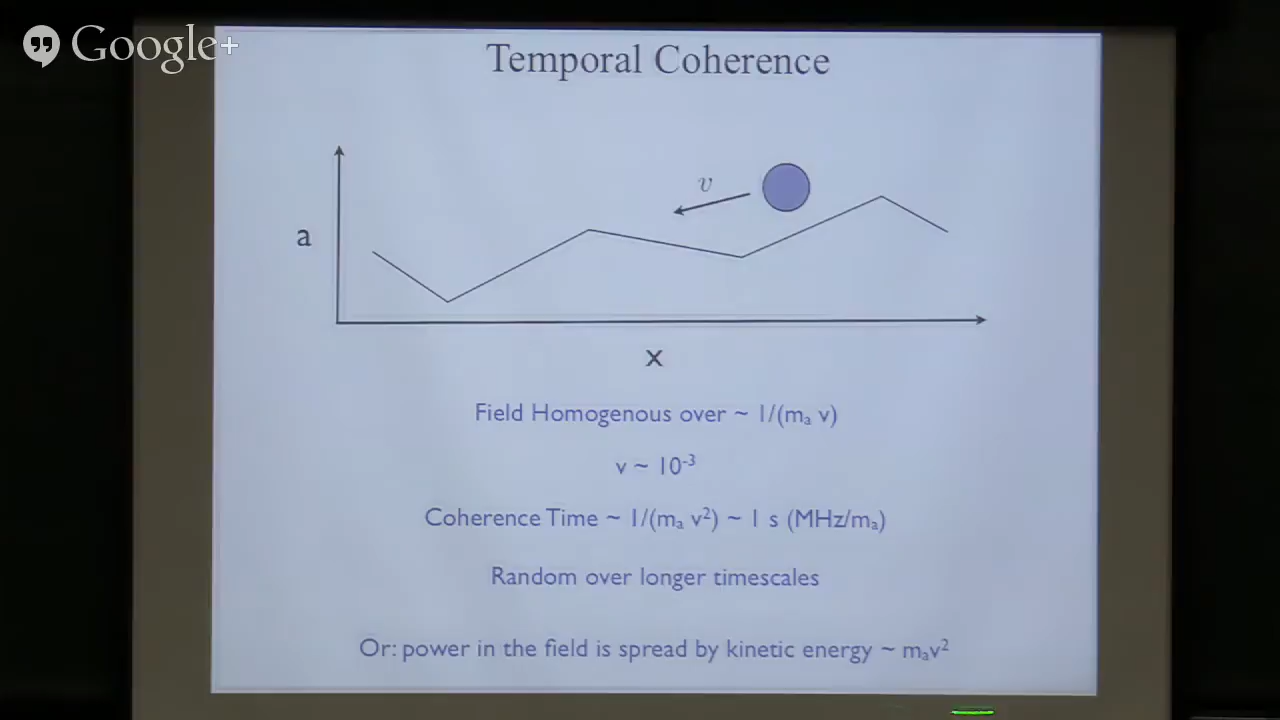 Google+
Temporal Coherence
v
a
x
Field Homogenous over ~ 1/(mₐ v)
v ~ 10⁻³
Coherence Time ~ 1/(mₐ v²) ~ 1 s (MHz/mₐ)
Random over longer timescales
Or: power in the field is spread by kinetic energy ~ mₐv²